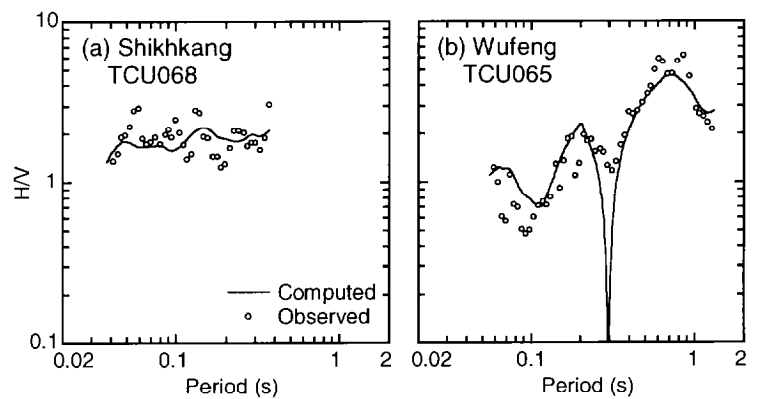 10
1
0.1
H/V
(a) Shikhkang
TCU068
Computed
Observed
0.02
0.1
1
2
Period (s)
(b) Wufeng
TCU065
0.02
0.1
1
2
Period (s)